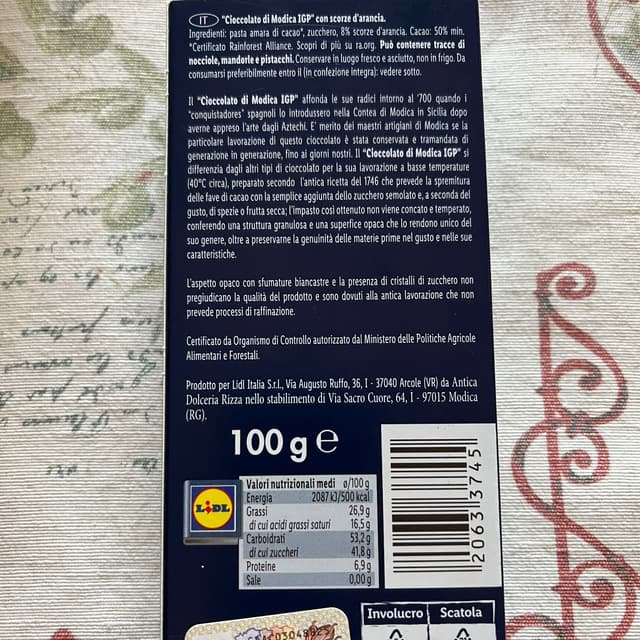 IT "Cioccolato di Modica IGP" con scorze d'arancia.
Ingredienti: pasta amara di cacao*, zucchero, 8% scorze d'arancia. Cacao: 50% min.
*Certificato Rainforest Alliance. Scopri di più su ra.org. Può contenere tracce di
nocciole, mandorle e pistacchi. Conservare in luogo fresco e asciutto, non in frigo. Da
consumarsi preferibilmente entro il (in confezione integra): vedere sotto.
Il "Cioccolato di Modica IGP" affonda le sue radici intorno al '700 quando i
"conquistadores" spagnoli lo introdussero nella Contea di Modica in Sicilia dopo
averne appreso l'arte dagli Aztechi. E' merito dei maestri artigiani di Modica se la
particolare lavorazione di questo cioccolato è stata conservata e tramandata di
generazione in generazione, fino ai giorni nostri. Il "Cioccolato di Modica IGP" si
differenzia dagli altri tipi di cioccolato per la sua lavorazione a basse temperature
(40°C circa), preparato secondo l'antica ricetta del 1746 che prevede la spremitura
delle fave di cacao con la semplice aggiunta dello zucchero semolato e, a seconda del
gusto, di spezie o frutta secca; l'impasto così ottenuto non viene concato e temperato,
conferendo una struttura granulosa e una superfice opaca che lo rendono unico del
suo genere, oltre a preservarne la genuinità delle materie prime nel gusto e nelle sue
caratteristiche.
L'aspetto opaco con sfumature biancastre e la presenza di cristalli di zucchero non
pregiudicano la qualità del prodotto e sono dovuti alla antica lavorazione che non
prevede processi di raffinazione.
Certificato da Organismo di Controllo autorizzato dal Ministero delle Politiche Agricole
Alimentari e Forestali.
Prodotto per Lidl Italia S.r.l., Via Augusto Ruffo, 36, I - 37040 Arcole (VR) da Antica
Dolceria Rizza nello stabilimento di Via Sacro Cuore, 64, I - 97015 Modica
(RG).
100 g e
Valori nutrizionali medi ø/100 g
Energia 2087 kJ/500 kcal
Grassi 26,9 g
di cui acidi grassi saturi 16,5 g
Carboidrati 53,2 g
di cui zuccheri 41,8 g
Proteine 6,9 g
Sale 0,00 g
LIDL
20631745
Involucro Scatola